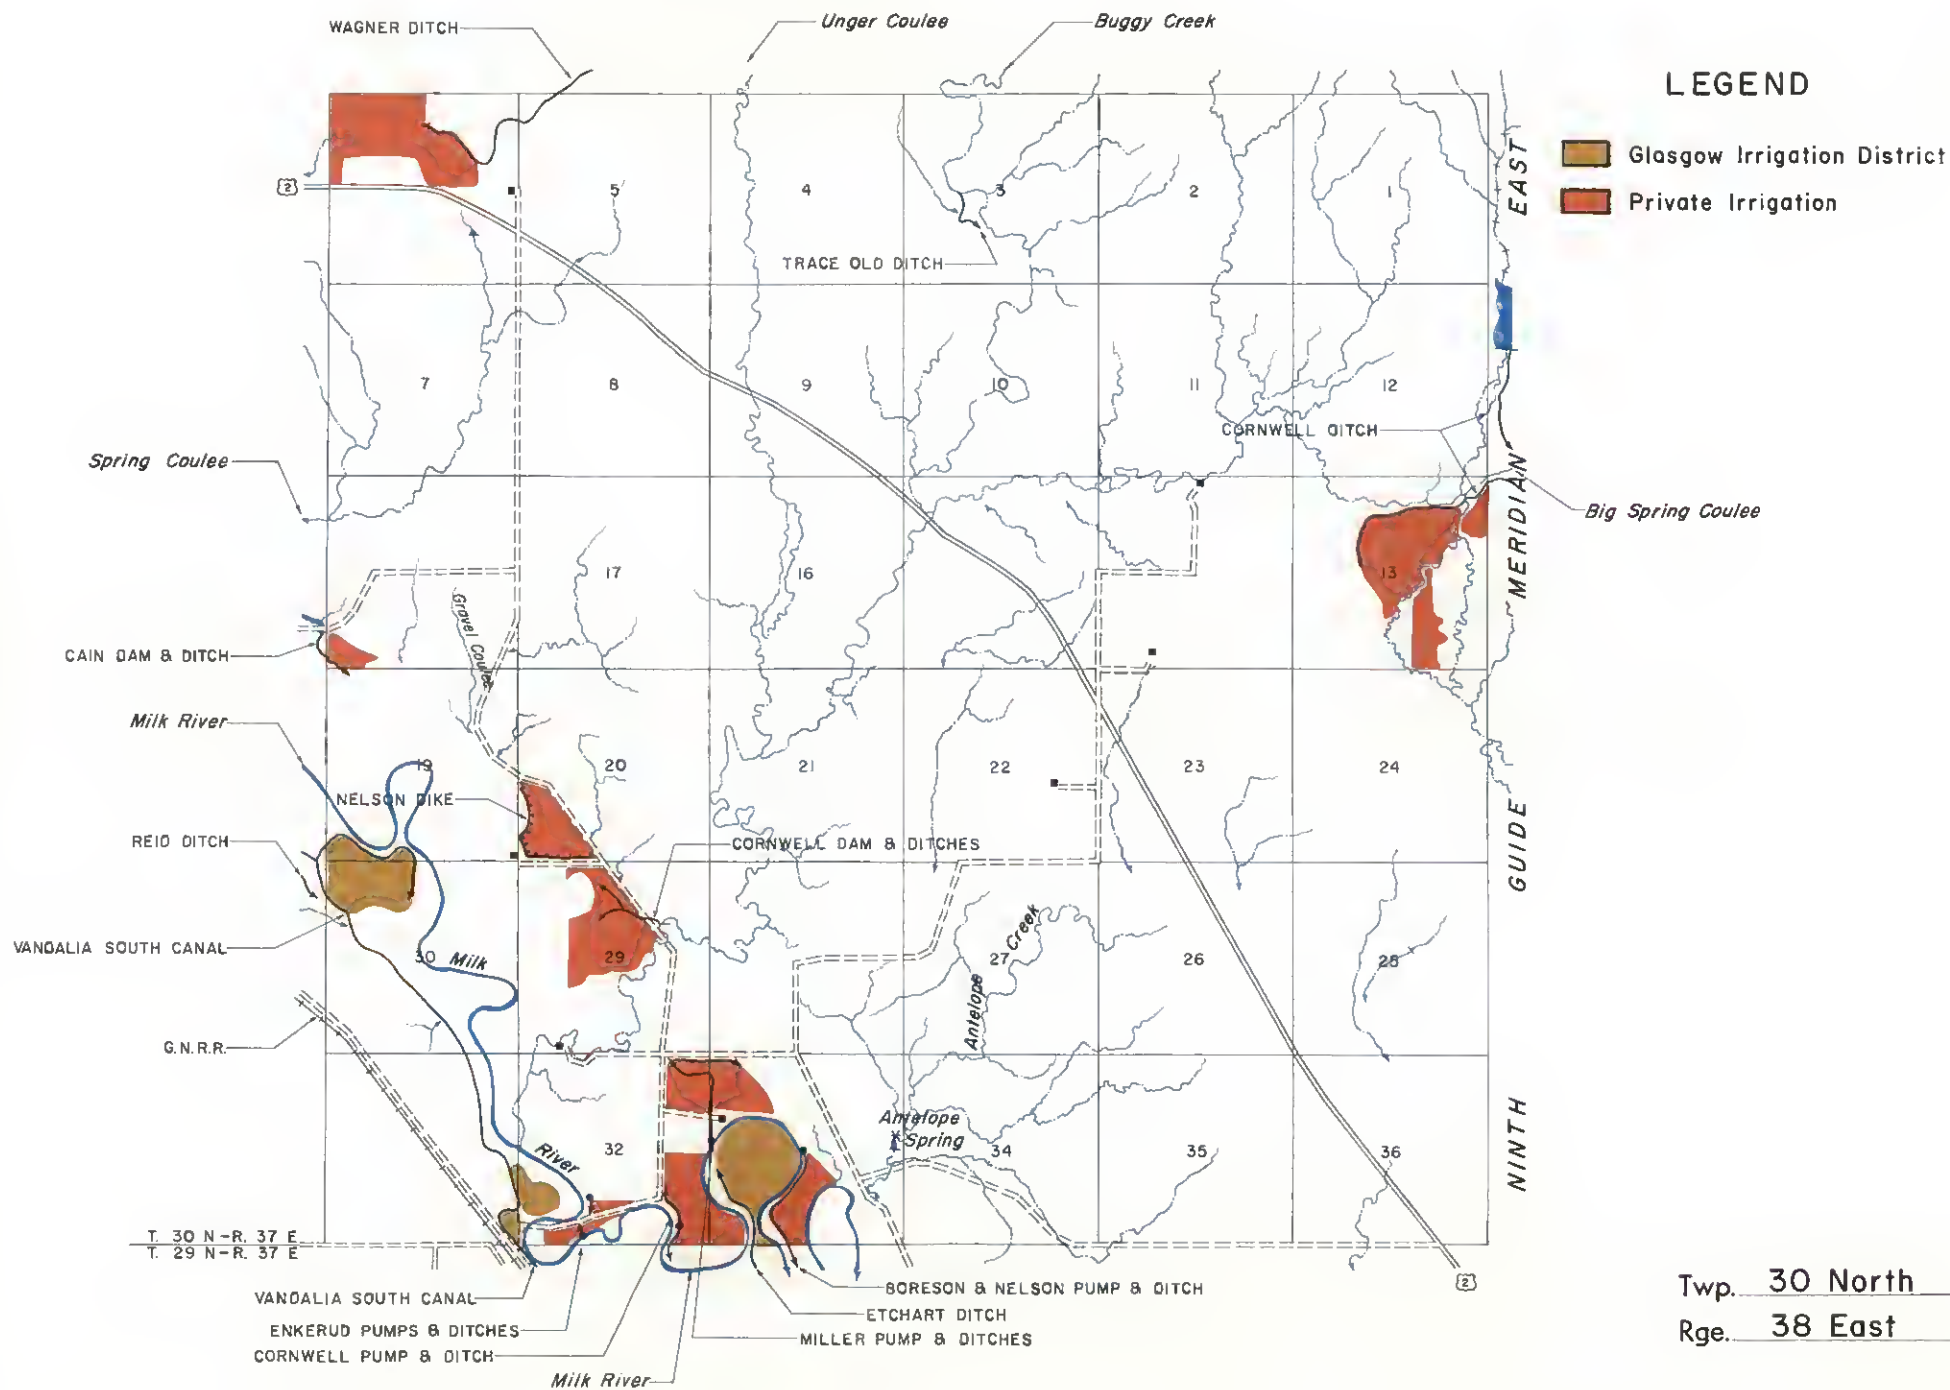 WAGNER DITCH
Unger Coulee
Buggy Creek
LEGEND
Glasgow Irrigation District
Private Irrigation
EAST
2
5
4
3
2
1
TRACE OLD DITCH
7
8
9
10
11
12
CORNWELL DITCH
Spring Coulee
MERIDIAN
Big Spring Coulee
17
16
13
Gravel Coulee
CAIN DAM & DITCH
Milk River
19
20
21
22
23
24
NELSON DIKE
REID DITCH
CORNWELL DAM & DITCHES
GUIDE
VANDALIA SOUTH CANAL
30
Milk
29
27
26
25
Antelope
Creek
G.N.R.R.
Antelope
Spring
32
River
34
35
36
NINTH
T. 30 N-R. 37 E
T. 29 N-R. 37 E
VANDALIA SOUTH CANAL
ENKERUD PUMPS & DITCHES
CORNWELL PUMP & DITCH
Milk River
BORESON & NELSON PUMP & DITCH
ETCHART DITCH
MILLER PUMP & DITCHES
2
Twp. 30 North
Rge. 38 East